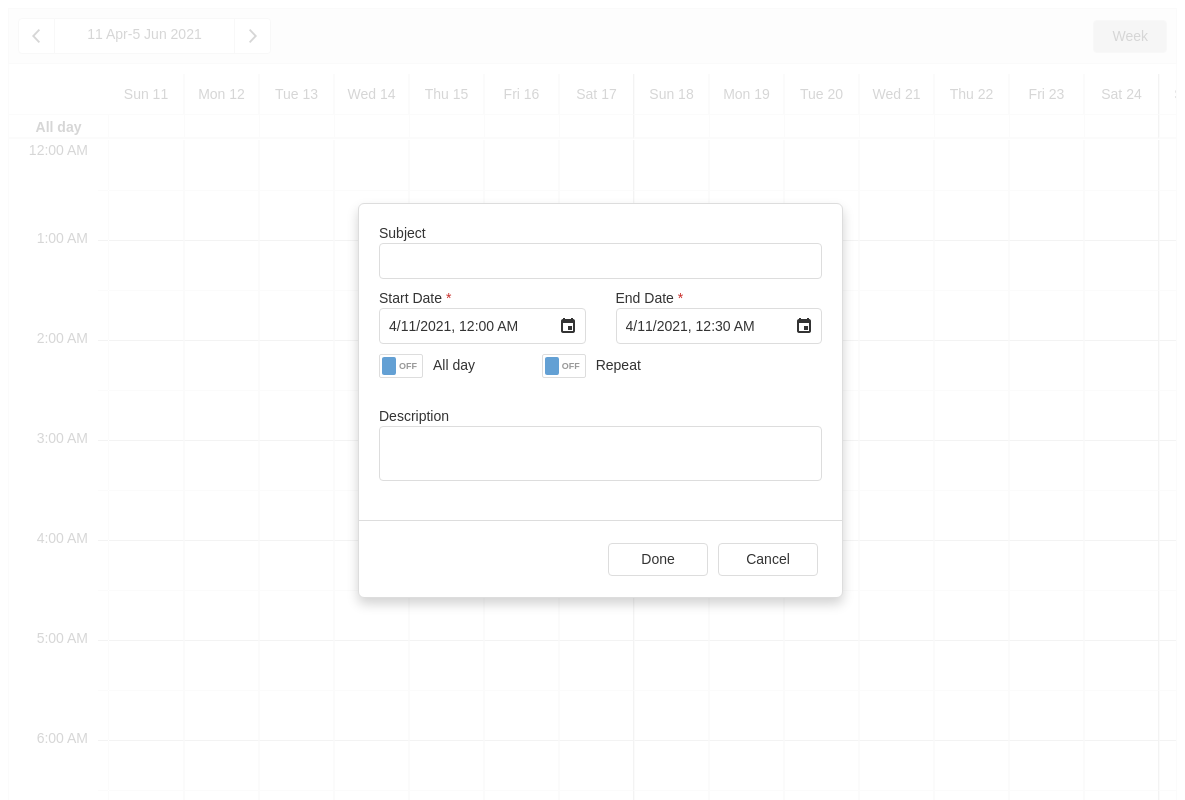 11 Apr-5 Jun 2021 Week
Sun 11 Mon 12 Tue 13 Wed 14 Thu 15 Fri 16 Sat 17 Sun 18 Mon 19 Tue 20 Wed 21 Thu 22 Fri 23 Sat 24
All day
12:00 AM
1:00 AM
2:00 AM
3:00 AM
4:00 AM
5:00 AM
6:00 AM
Subject
Start Date * End Date *
4/11/2021, 12:00 AM 4/11/2021, 12:30 AM
OFF All day OFF Repeat
Description
Done Cancel